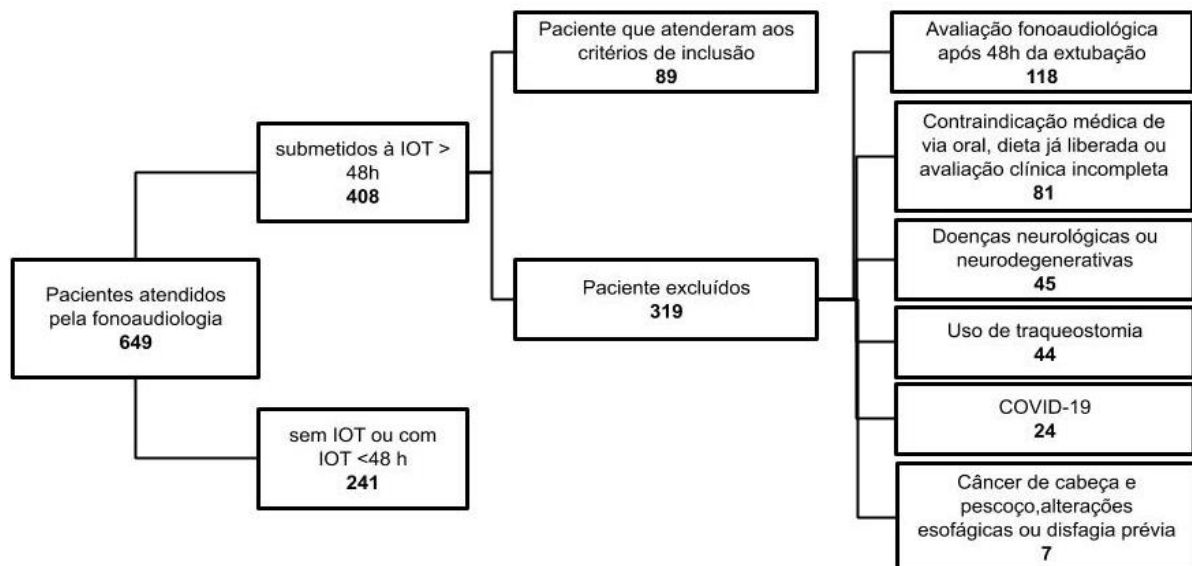 Pacientes atendidos
pela fonoaudiologia
649
submetidos à IOT >
48h
408
sem IOT ou com
IOT <48 h
241
Paciente que atenderam aos
critérios de inclusão
89
Paciente excluídos
319
Avaliação fonoaudiológica
após 48h da extubação
118
Contraindicação médica de
via oral, dieta já liberada ou
avaliação clínica incompleta
81
Doenças neurológicas ou
neurodegenerativas
45
Uso de traqueostomia
44
COVID-19
24
Câncer de cabeça e
pescoço,alterações
esofágicas ou disfagia prévia
7